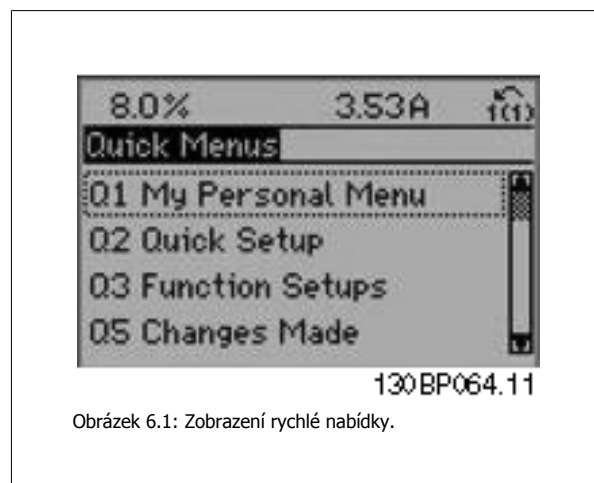 8.0% 3.53A 1(1)
Quick Menus
Q1 My Personal Menu
Q2 Quick Setup
Q3 Function Setups
Q5 Changes Made
130BP064.11
Obrázek 6.1: Zobrazení rychlé nabídky.